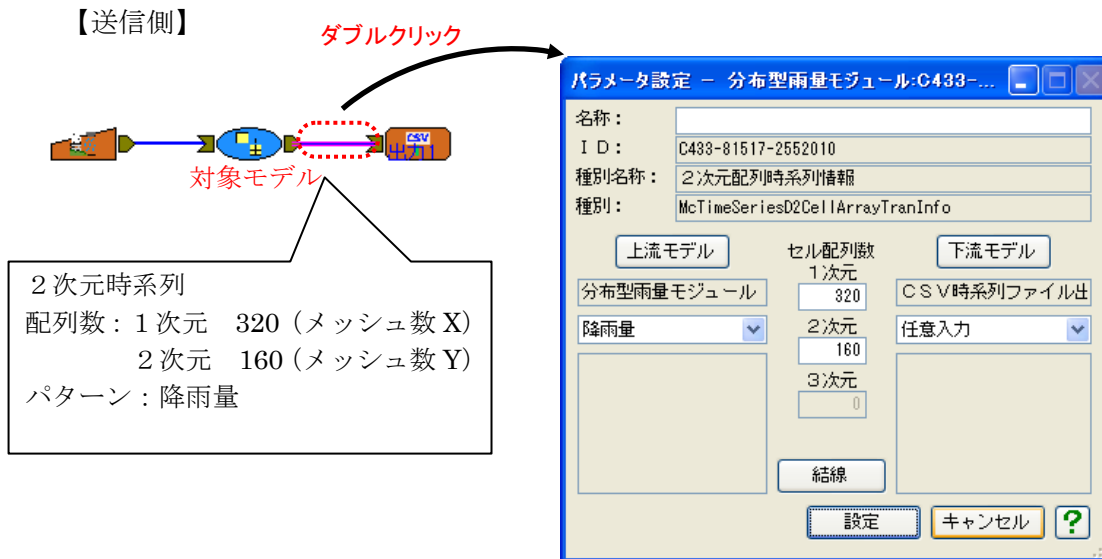 【送信側】
ダブルクリック
CSV
出力1
対象モデル
２次元時系列
配列数：１次元　320（メッシュ数 X）
２次元　160（メッシュ数 Y）
パターン：降雨量
パラメータ設定 － 分布型雨量モジュール:C433-...
名称：
ＩＤ： C433-81517-2552010
種別名称： ２次元配列時系列情報
種別： McTimeSeriesD2CellArrayTranInfo
上流モデル セル配列数 下流モデル
１次元
分布型雨量モジュール 320 ＣＳＶ時系列ファイル出
降雨量 ２次元 任意入力
160
３次元
0
結線
設定 キャンセル ?